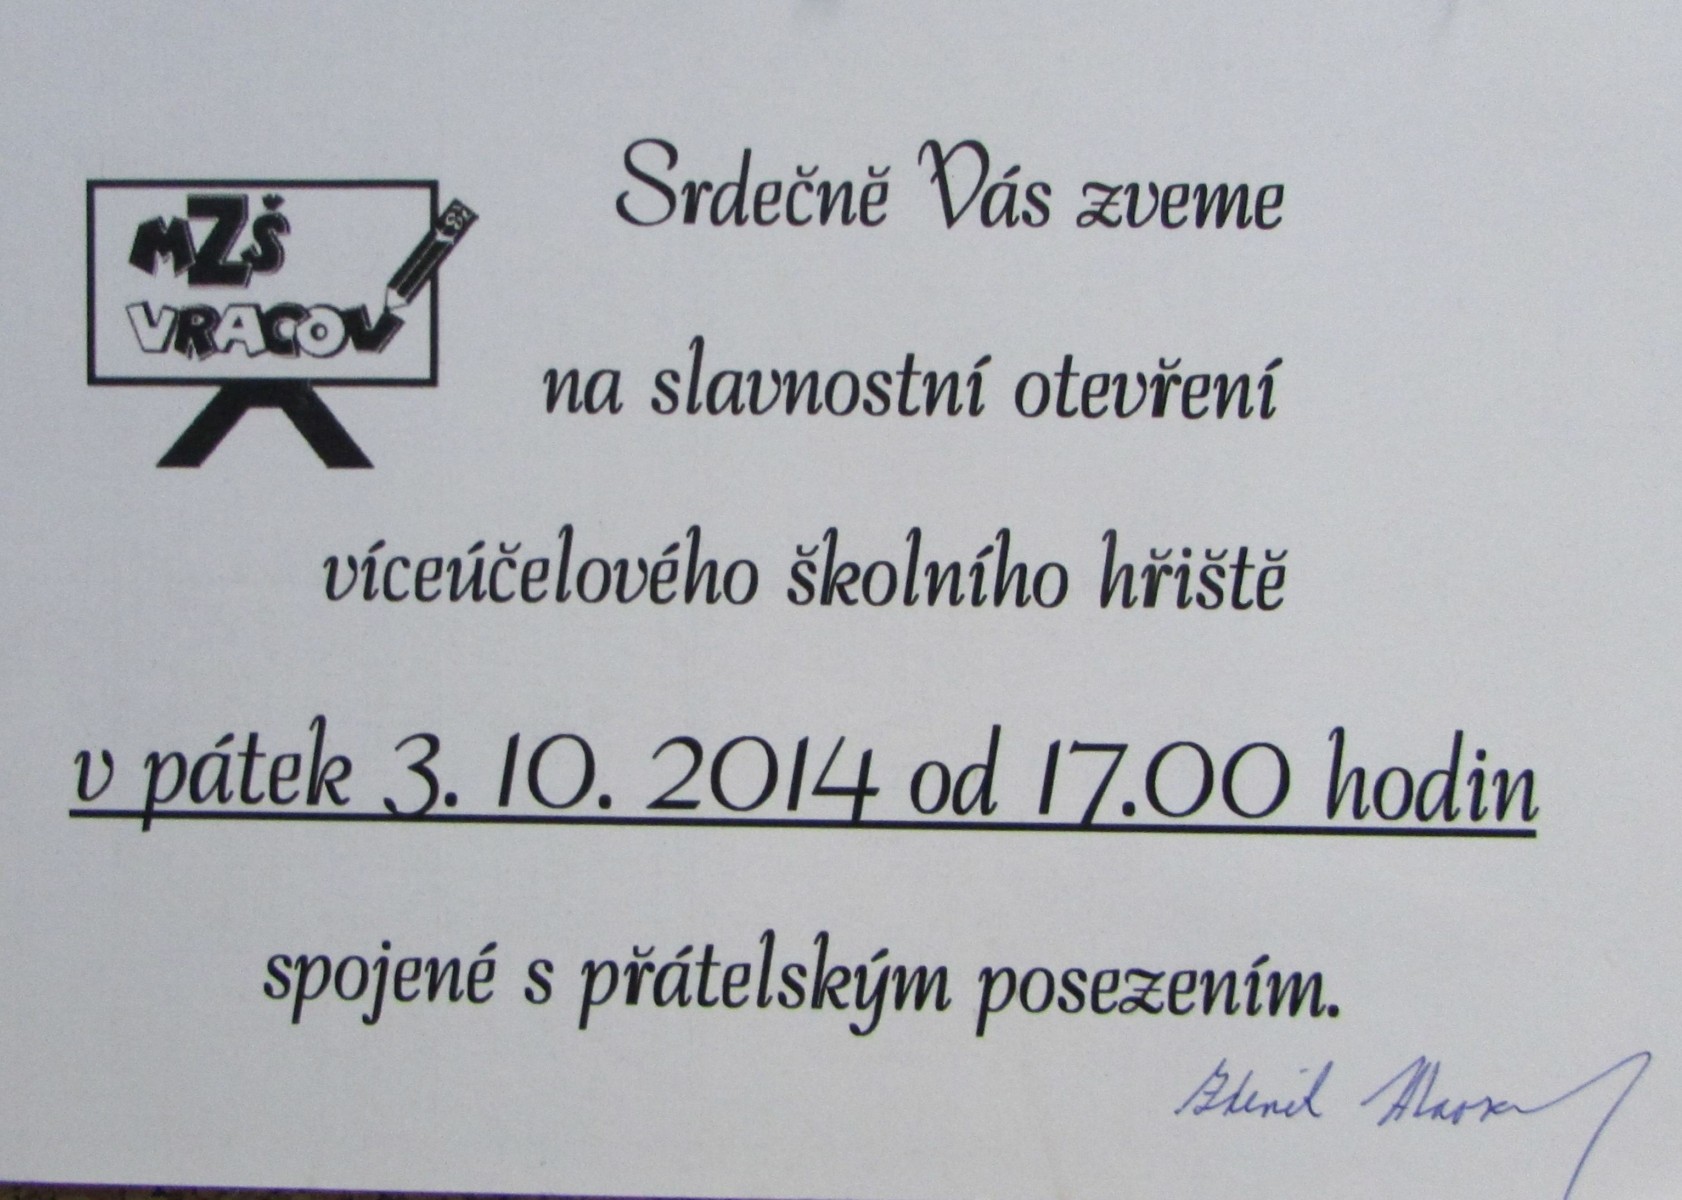 MZŠ
VRACOV
Srdečně Vás zveme
na slavnostní otevření
víceúčelového školního hřiště
v pátek 3. 10. 2014 od 17.00 hodin
spojené s přátelským posezením.